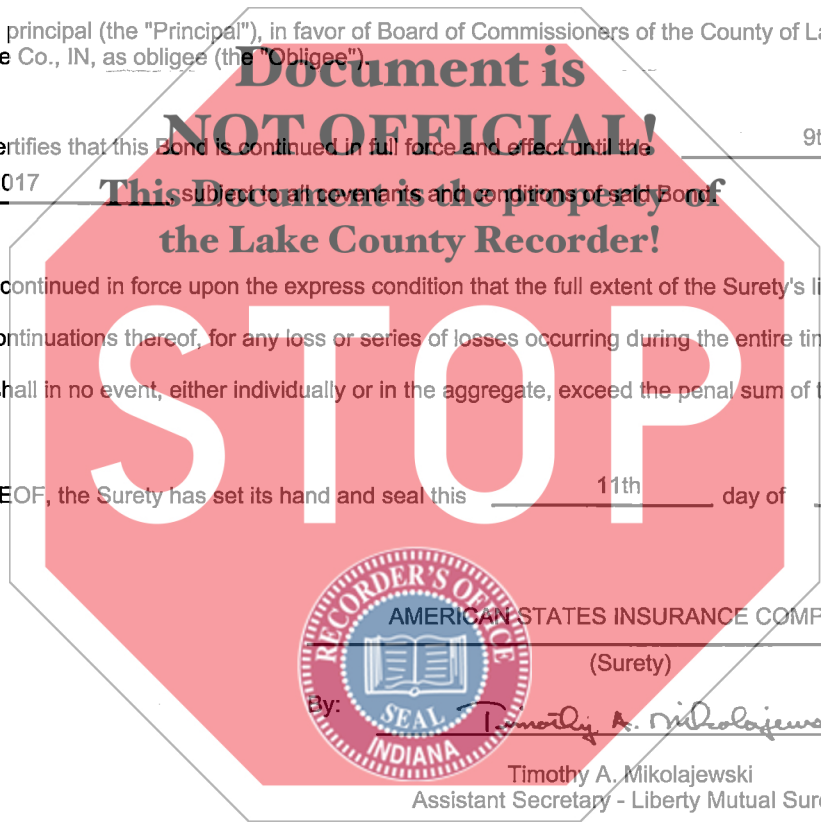 principal (the "Principal"), in favor of Board of Commissioners of the County of La
e Co., IN, as obligee (the "Obligee").
Document is
NOT OFFICIAL!
ertifies that this Bond is continued in full force and effect until the 9t
017 , subject to all covenants and conditions of said Bond.
This Document is the property of
the Lake County Recorder!
continued in force upon the express condition that the full extent of the Surety's li
ontinuations thereof, for any loss or series of losses occurring during the entire tim
hall in no event, either individually or in the aggregate, exceed the penal sum of t
STOP
EOF, the Surety has set its hand and seal this 11th day of
RECORDER'S OFFICE
SEAL
INDIANA
AMERICAN STATES INSURANCE COMP
(Surety)
By: Timothy A. Mikolajews
Timothy A. Mikolajewski
Assistant Secretary - Liberty Mutual Sure